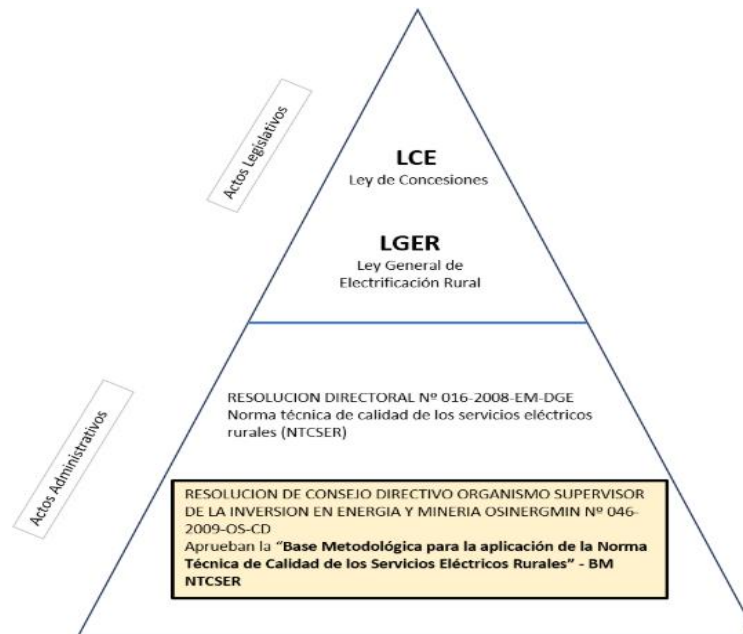 Actos Legislativos
LCE
Ley de Concesiones
LGER
Ley General de
Electrificación Rural
Actos Administrativos
RESOLUCION DIRECTORAL Nº 016-2008-EM-DGE
Norma técnica de calidad de los servicios eléctricos
rurales (NTCSER)
RESOLUCION DE CONSEJO DIRECTIVO ORGANISMO SUPERVISOR
DE LA INVERSION EN ENERGIA Y MINERIA OSINERGMIN Nº 046-
2009-OS-CD
Aprueban la “Base Metodológica para la aplicación de la Norma
Técnica de Calidad de los Servicios Eléctricos Rurales” - BM
NTCSER